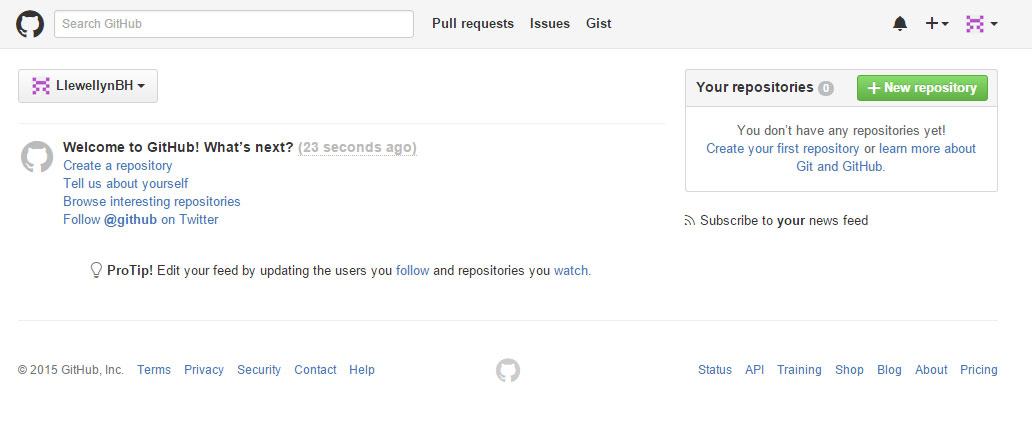 Search GitHub
Pull requests Issues Gist
LlewellynBH
Your repositories 0
New repository
You don’t have any repositories yet!
Create your first repository or learn more about
Git and GitHub.
Welcome to GitHub! What’s next? (23 seconds ago)
Create a repository
Tell us about yourself
Browse interesting repositories
Follow @github on Twitter
Subscribe to your news feed
ProTip! Edit your feed by updating the users you follow and repositories you watch.
© 2015 GitHub, Inc. Terms Privacy Security Contact Help
Status API Training Shop Blog About Pricing